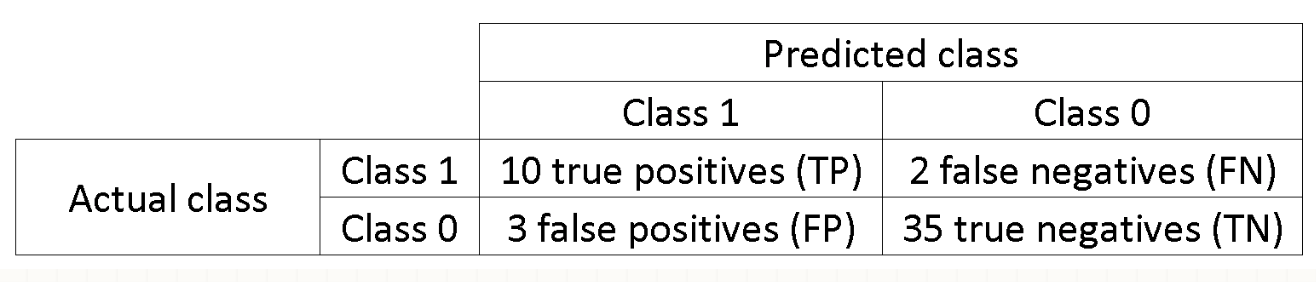 Predicted class
Class 1 Class 0
Actual class Class 1 10 true positives (TP) 2 false negatives (FN)
Class 0 3 false positives (FP) 35 true negatives (TN)